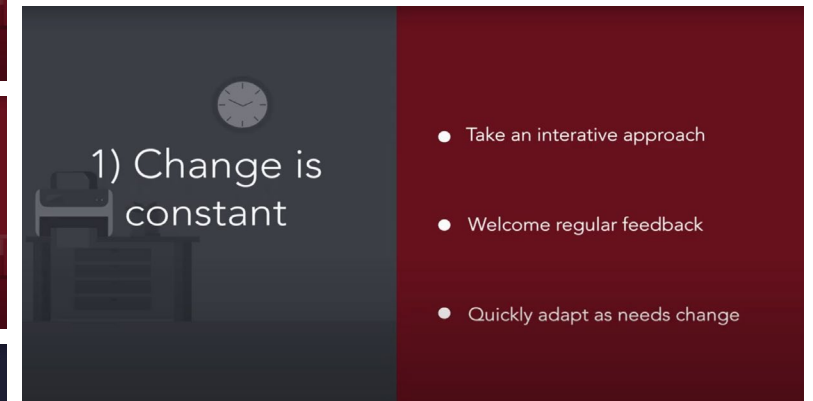 1) Change is
constant
Take an interative approach
Welcome regular feedback
Quickly adapt as needs change